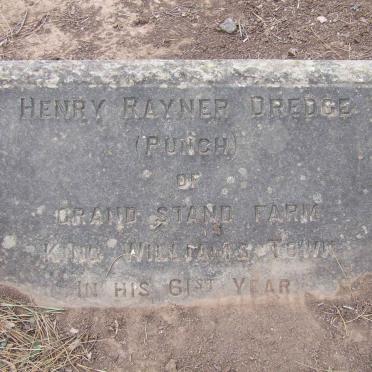 HENRY RAYNER DREDGE
(PUNCH)
OF
GRAND STAND FARM
KING WILLIAMS TOWN
IN HIS 61ST YEAR